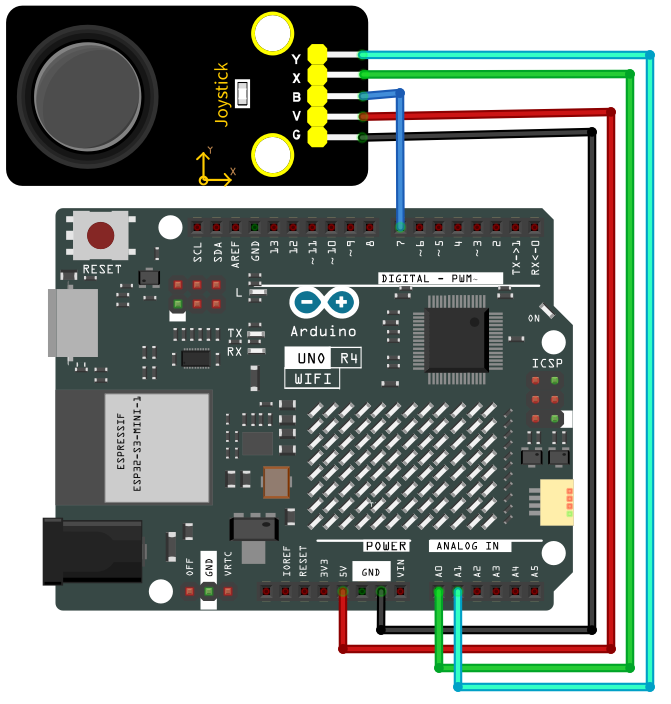 Y
X
B
V
G
Joystick
Y
X
RESET
SCL
SDA
AREF
GND
13
12
~11
~10
~9
8
7
~6
~5
4
~3
2
TX→1
RX←0
DIGITAL - PWM~
L
TX
RX
Arduino
UNO R4
WIFI
ON
ICSP
ESPRESSIF
ESP32-S3-MINI-1
POWER
ANALOG IN
OFF
GND
VRTC
IOREF
RESET
3V3
5V
GND
VIN
A0
A1
A2
A3
A4
A5